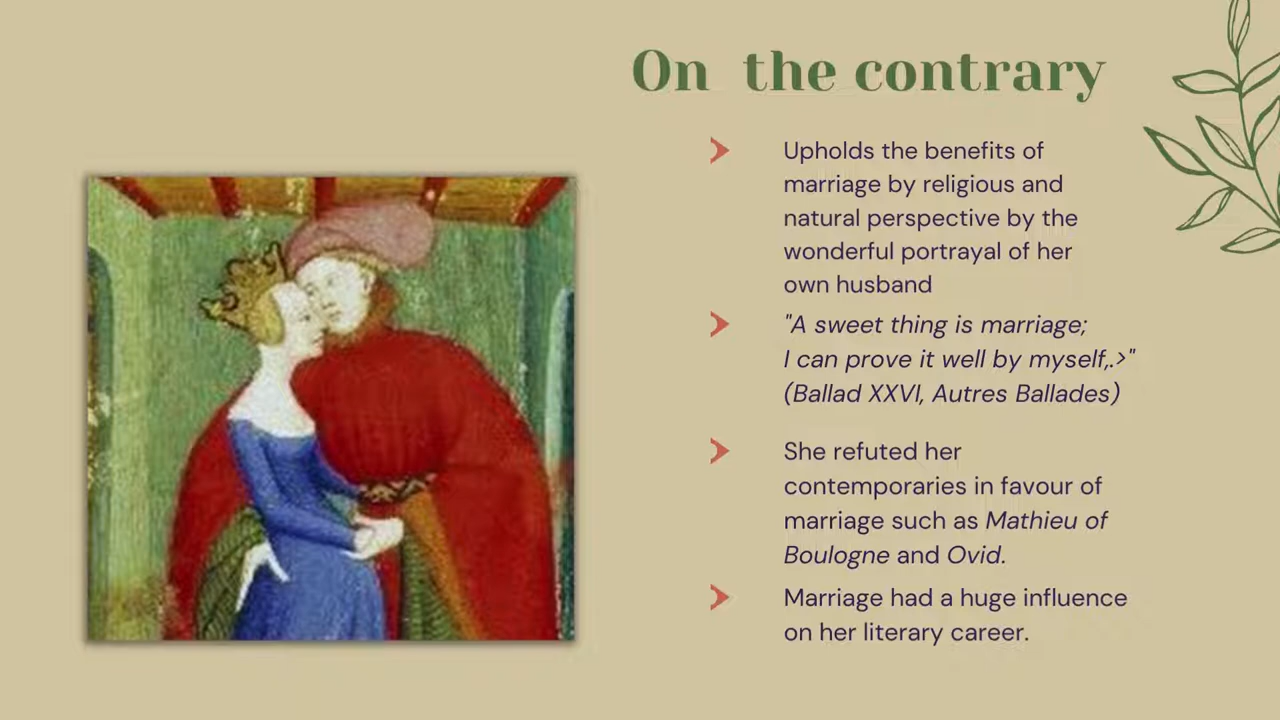 On the contrary
Upholds the benefits of
marriage by religious and
natural perspective by the
wonderful portrayal of her
own husband
"A sweet thing is marriage;
I can prove it well by myself,.>"
(Ballad XXVI, Autres Ballades)
She refuted her
contemporaries in favour of
marriage such as Mathieu of
Boulogne and Ovid.
Marriage had a huge influence
on her literary career.